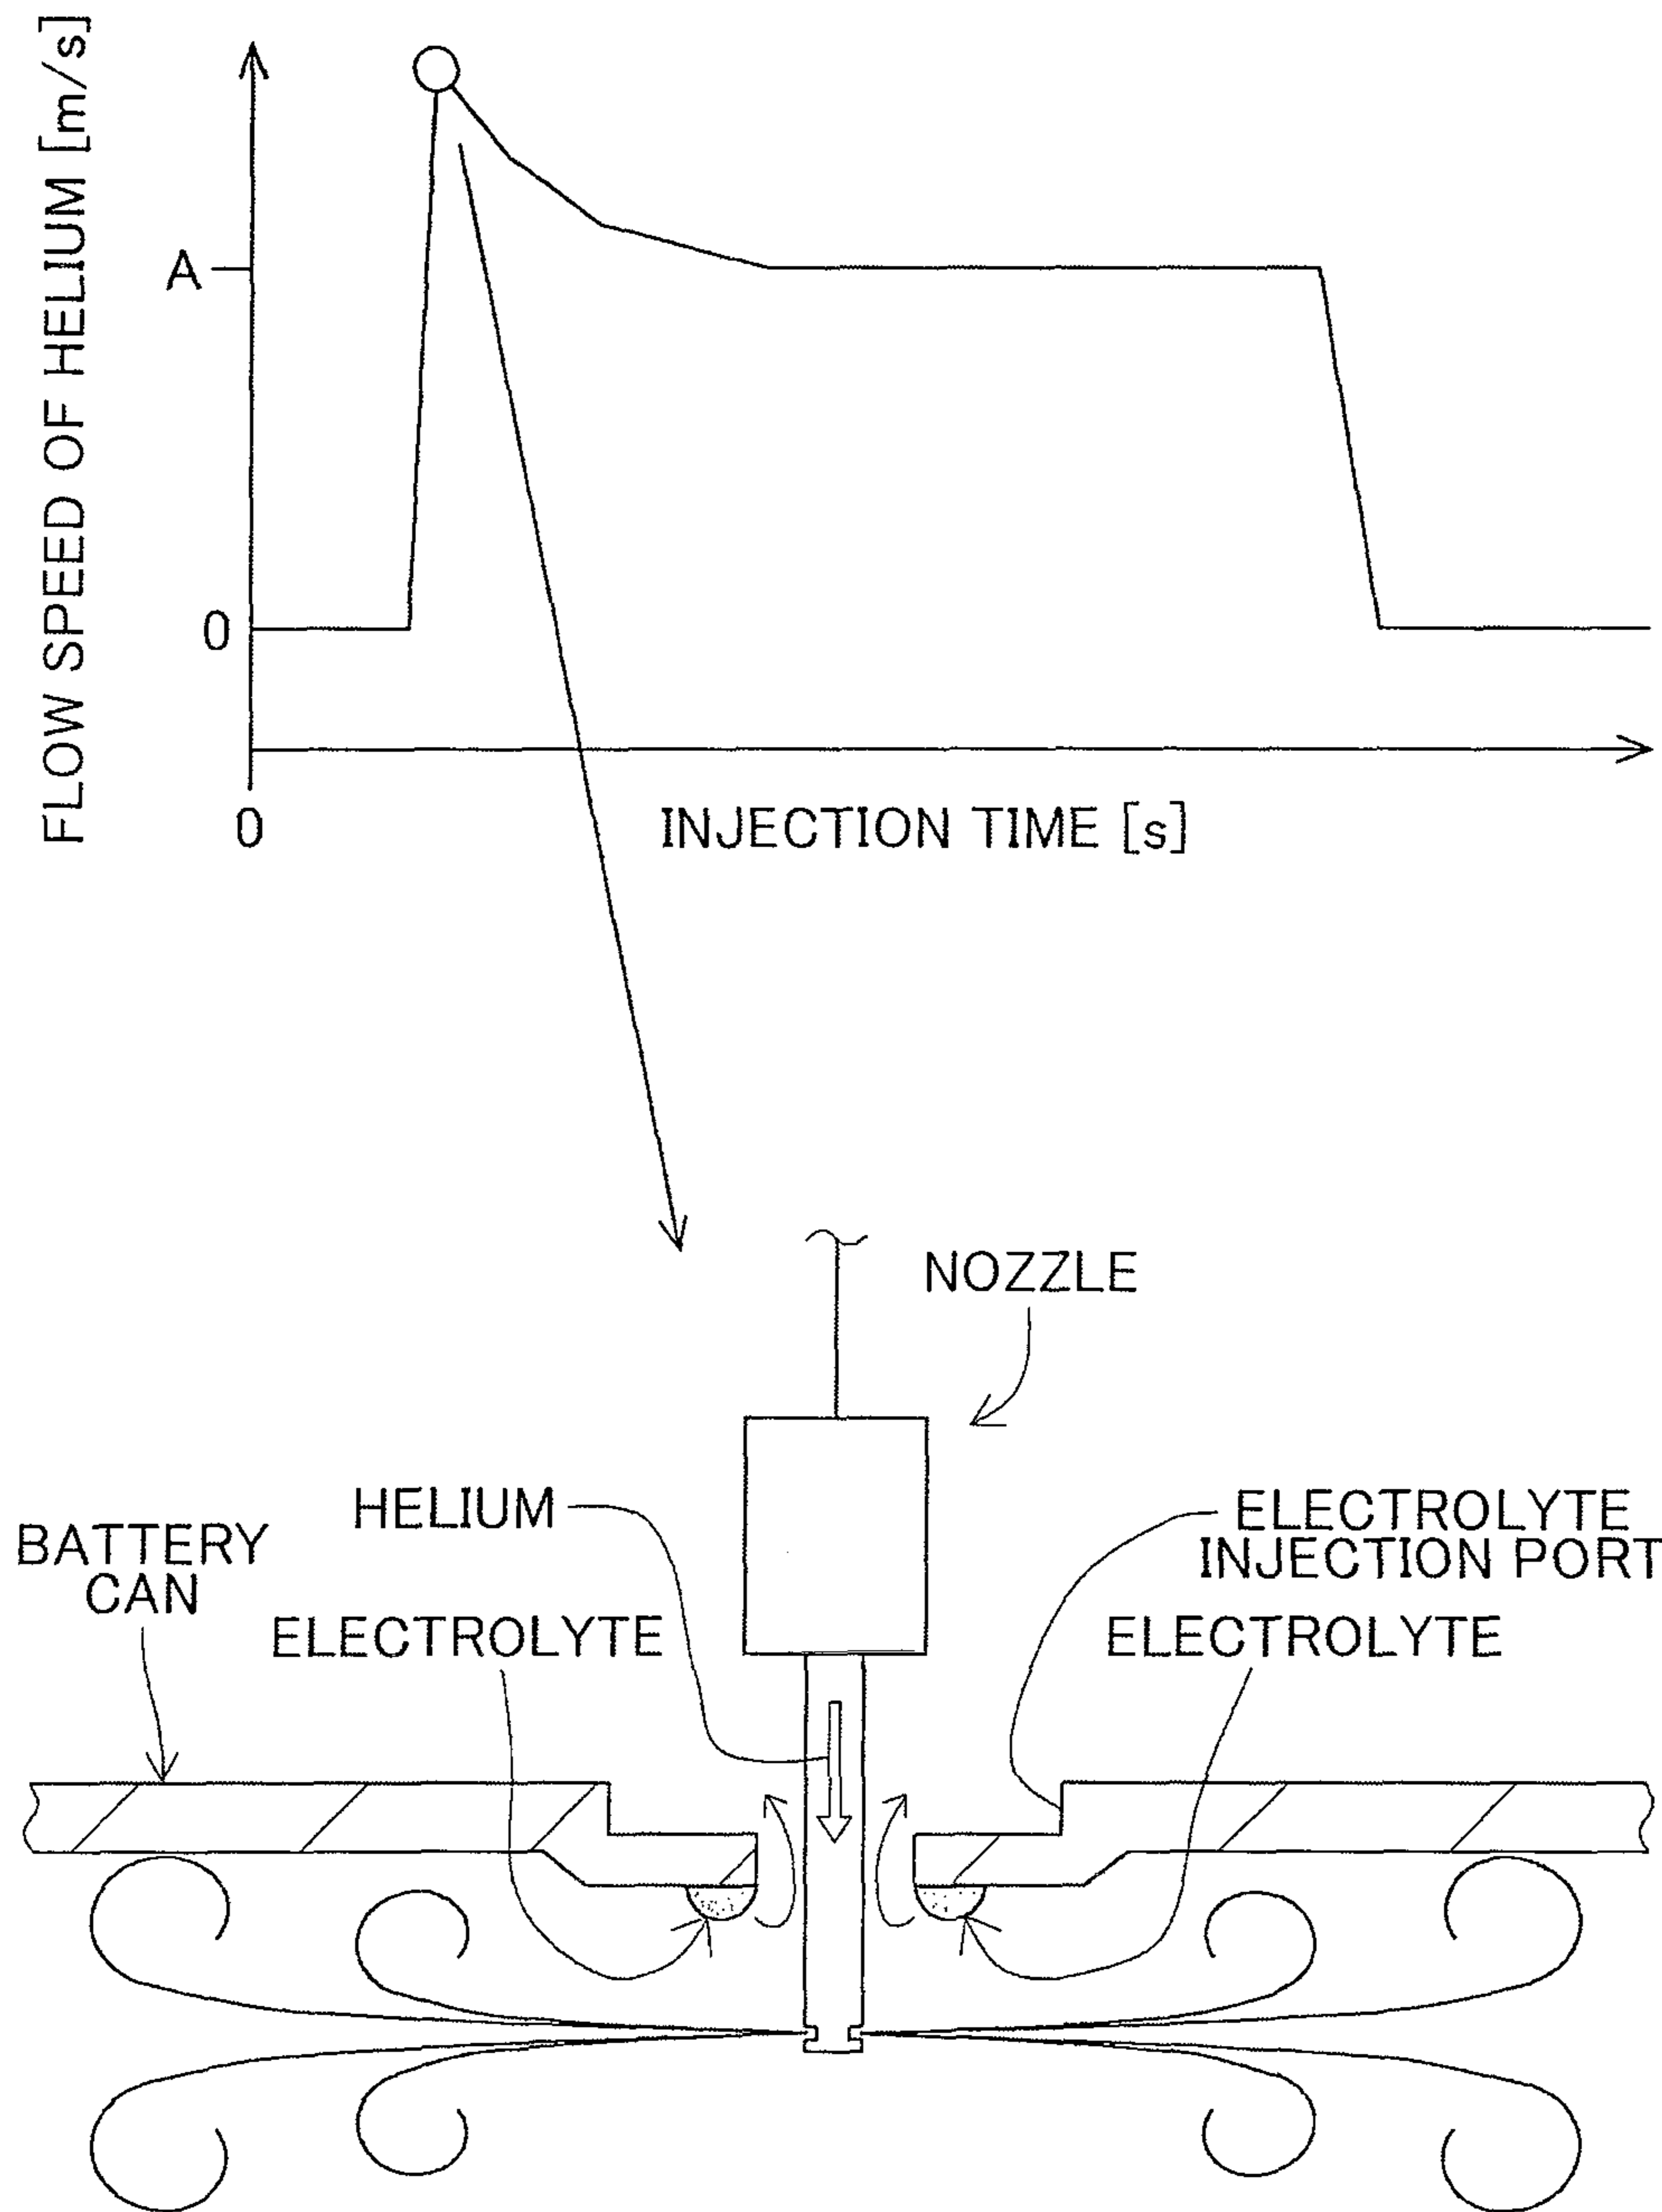 FLOW SPEED OF HELIUM [m/s]
A
0
0
INJECTION TIME [s]
NOZZLE
HELIUM
ELECTROLYTE
INJECTION PORT
BATTERY
CAN
ELECTROLYTE
ELECTROLYTE